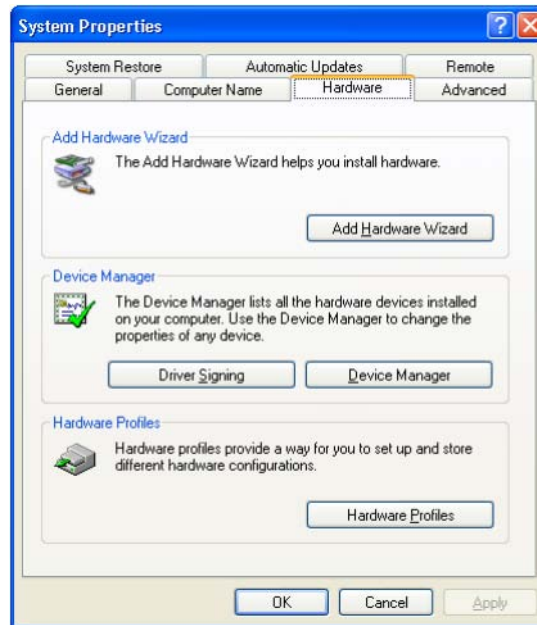 System Properties
System Restore
Automatic Updates
Remote
General
Computer Name
Hardware
Advanced
Add Hardware Wizard
The Add Hardware Wizard helps you install hardware.
Add Hardware Wizard
Device Manager
The Device Manager lists all the hardware devices installed
on your computer. Use the Device Manager to change the
properties of any device.
Driver Signing
Device Manager
Hardware Profiles
Hardware profiles provide a way for you to set up and store
different hardware configurations.
Hardware Profiles
OK
Cancel
Apply